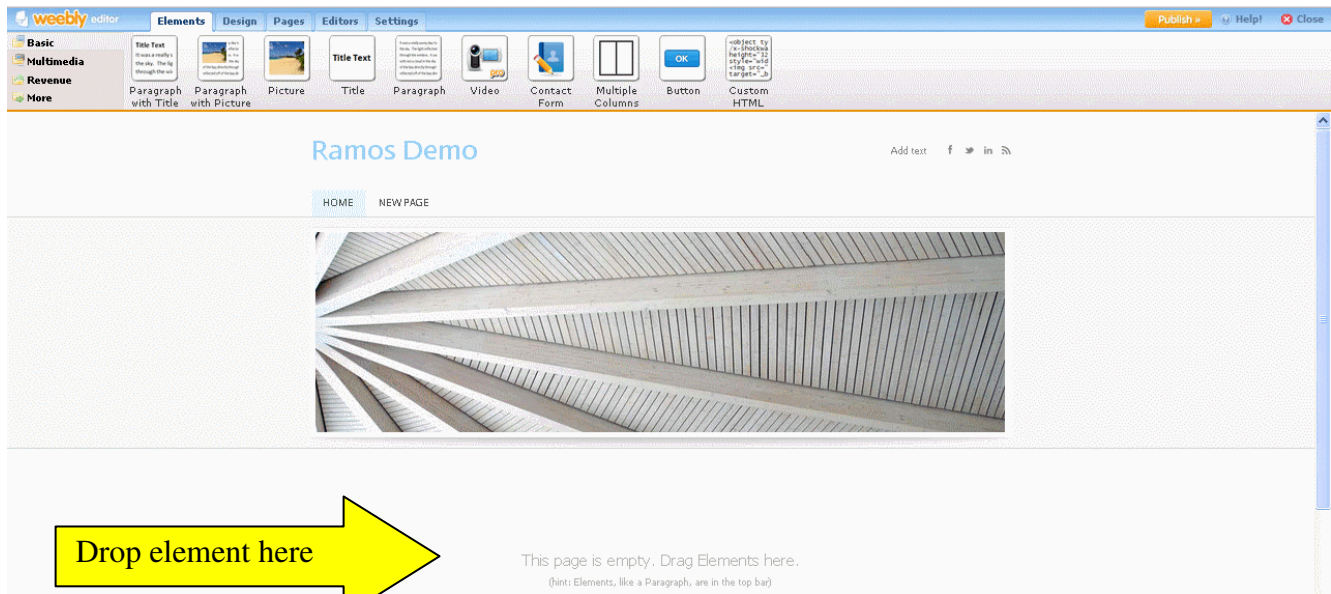 weebly editor Elements Design Pages Editors Settings Publish » Help! Close
Basic
Multimedia
Revenue
More
Title Text
Title Text
OK
Paragraph with Title
Paragraph with Picture
Picture
Title
Paragraph
Video
Contact Form
Multiple Columns
Button
Custom HTML
Ramos Demo
Add text f in
HOME NEW PAGE
Drop element here
This page is empty. Drag Elements here.
(hint: Elements, like a Paragraph, are in the top bar)